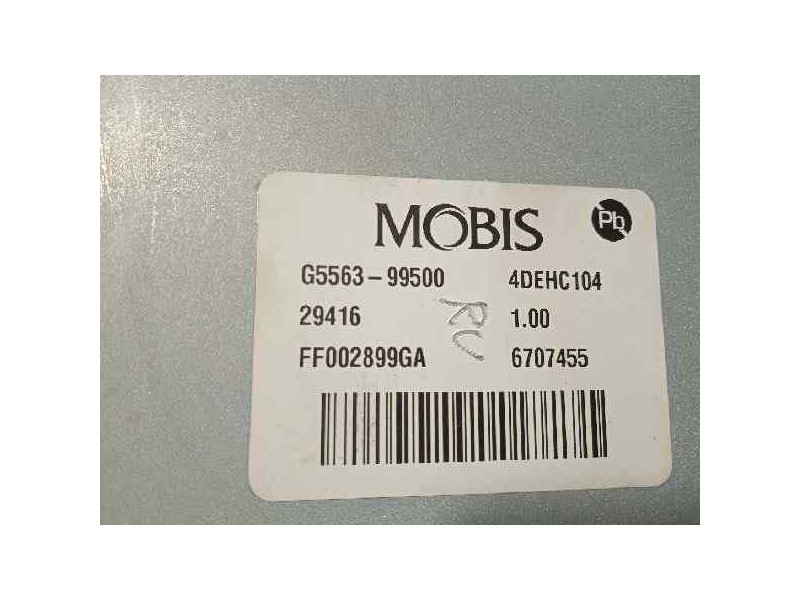 MOBIS
Pb
G5563-99500 4DEHC104
29416 1.00
FF002899GA 6707455